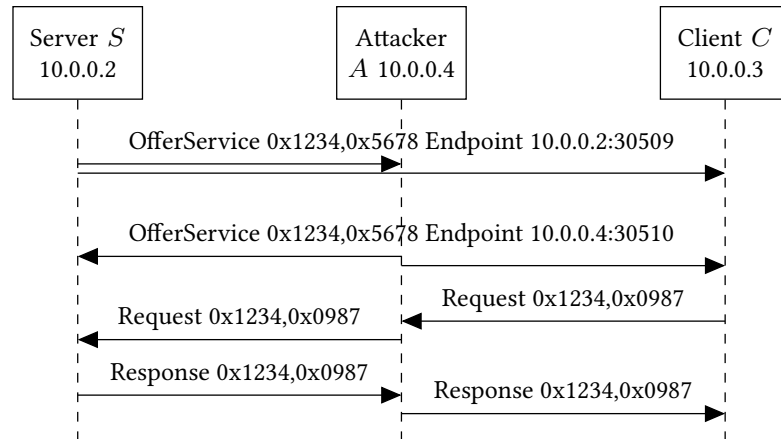 Server S
10.0.0.2
Attacker
A 10.0.0.4
Client C
10.0.0.3
OfferService 0x1234,0x5678 Endpoint 10.0.0.2:30509
OfferService 0x1234,0x5678 Endpoint 10.0.0.4:30510
Request 0x1234,0x0987
Request 0x1234,0x0987
Response 0x1234,0x0987
Response 0x1234,0x0987